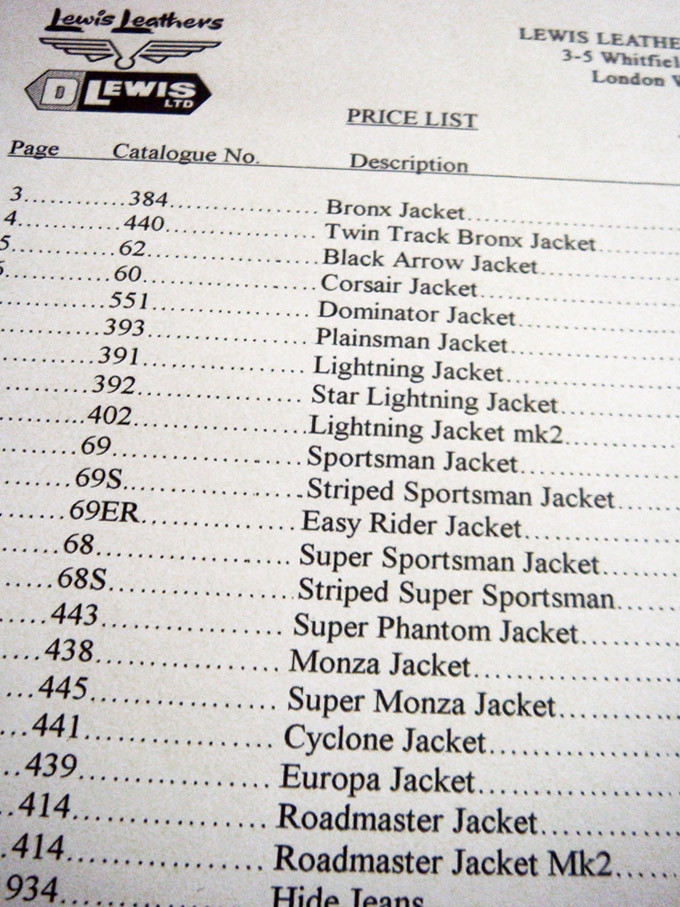 Lewis Leathers
D LEWIS LTD
LEWIS LEATHE
3-5 Whitfiel
London W
PRICE LIST
Page Catalogue No. Description
3............384.................Bronx Jacket
4............440.................Twin Track Bronx Jacket
5............62.................Black Arrow Jacket
60.................Corsair Jacket
551.................Dominator Jacket
393.................Plainsman Jacket
391.................Lightning Jacket
392.................Star Lightning Jacket
402.................Lightning Jacket mk2
69.................Sportsman Jacket
69S.................Striped Sportsman Jacket
69ER.................Easy Rider Jacket
68.................Super Sportsman Jacket
68S.................Striped Super Sportsman
443.................Super Phantom Jacket
438.................Monza Jacket
445.................Super Monza Jacket
441.................Cyclone Jacket
439.................Europa Jacket
414.................Roadmaster Jacket
414.................Roadmaster Jacket Mk2
934.................Hide Jeans